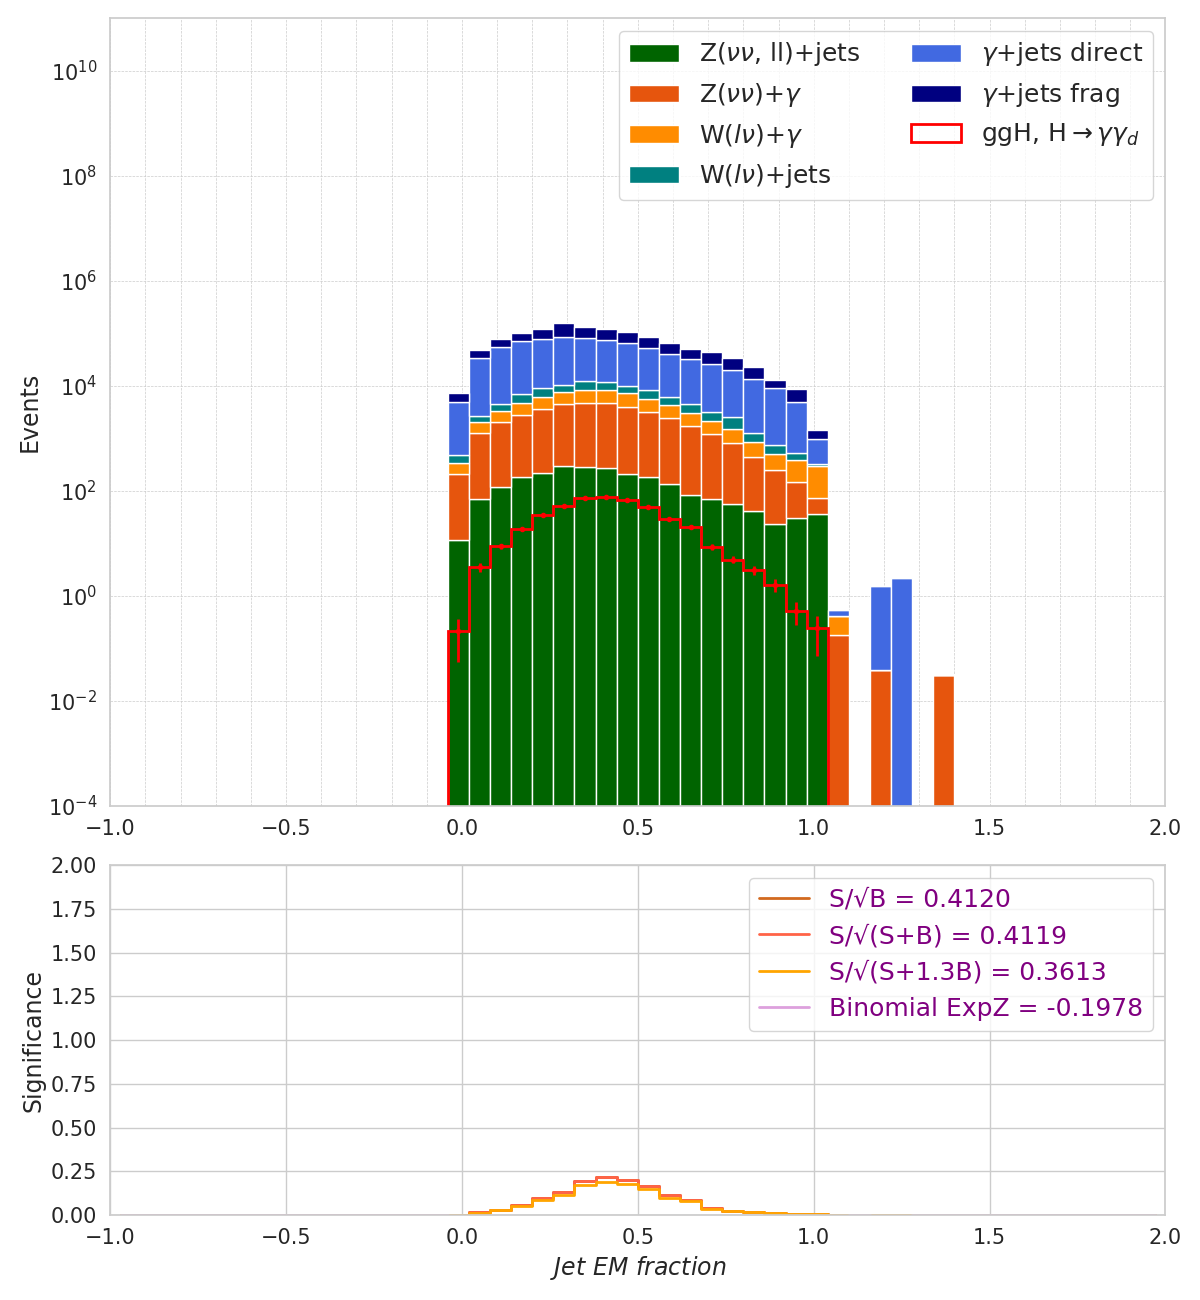 Z(νν, ll)+jets
Z(νν)+γ
W(lν)+γ
W(lν)+jets
γ+jets direct
γ+jets frag
ggH, H→γγ_d
Events
10^10
10^8
10^6
10^4
10^2
10^0
10^−2
10^−4
−1.0 −0.5 0.0 0.5 1.0 1.5 2.0
S/√B = 0.4120
S/√(S+B) = 0.4119
S/√(S+1.3B) = 0.3613
Binomial ExpZ = -0.1978
Significance
2.00
1.75
1.50
1.25
1.00
0.75
0.50
0.25
0.00
−1.0 −0.5 0.0 0.5 1.0 1.5 2.0
Jet EM fraction